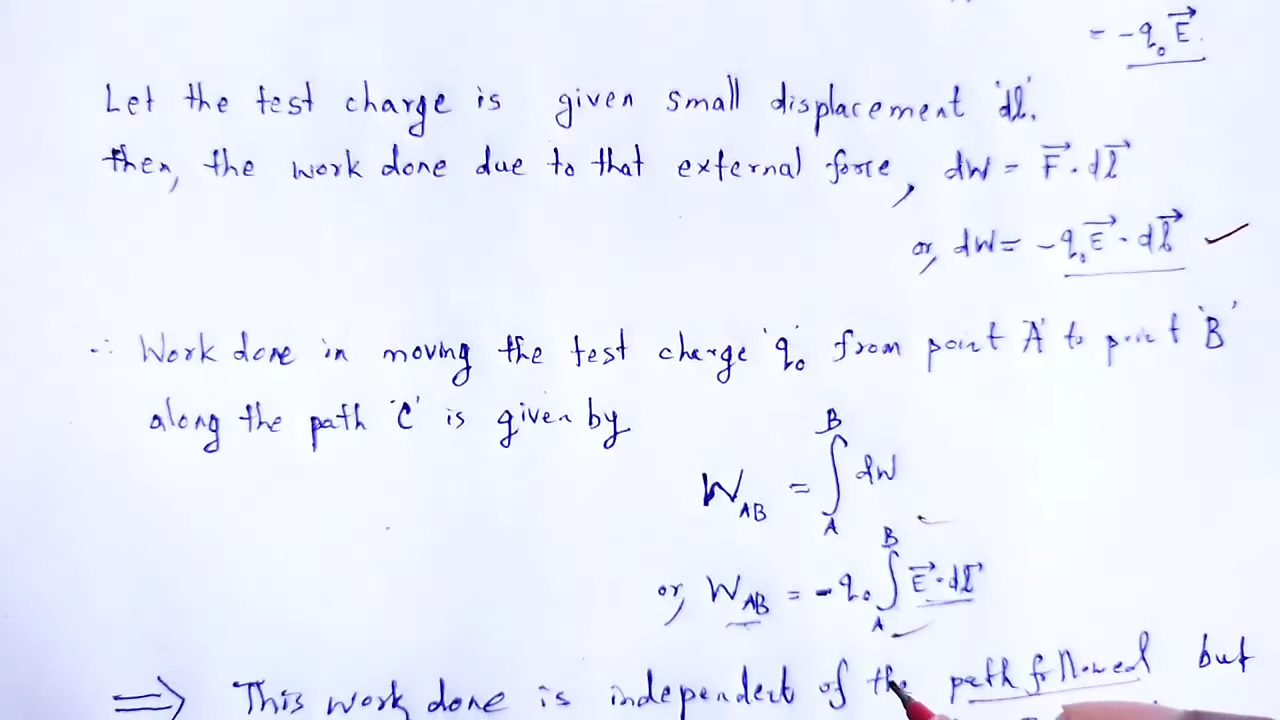 = -q₀E⃗.
Let the test charge is given small displacement 'dl'.
then, the work done due to that external force, dW = F⃗ · dl⃗
or, dW = -q₀E⃗ · dl⃗ ✓
∴ Work done in moving the test charge 'q₀' from point 'A' to point 'B'
along the path 'C' is given by
W_AB = ∫_A^B dW
or, W_AB = -q₀ ∫_A^B E⃗ · dl⃗
⟹ This work done is independent of the path followed but